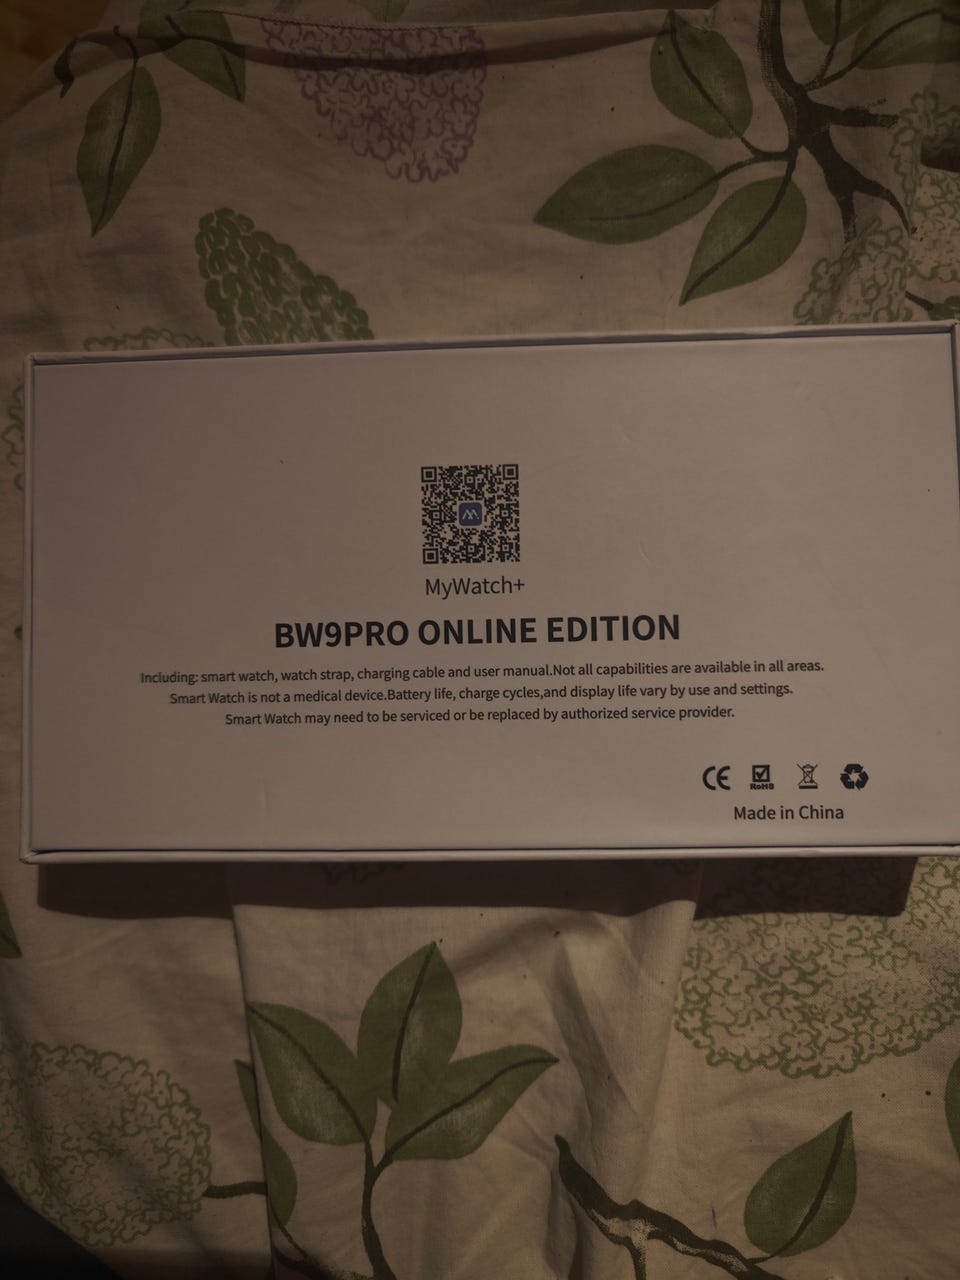 MyWatch+
BW9PRO ONLINE EDITION
Including: smart watch, watch strap, charging cable and user manual.Not all capabilities are available in all areas.
Smart Watch is not a medical device.Battery life, charge cycles,and display life vary by use and settings.
Smart Watch may need to be serviced or be replaced by authorized service provider.
CE RoHS
Made in China